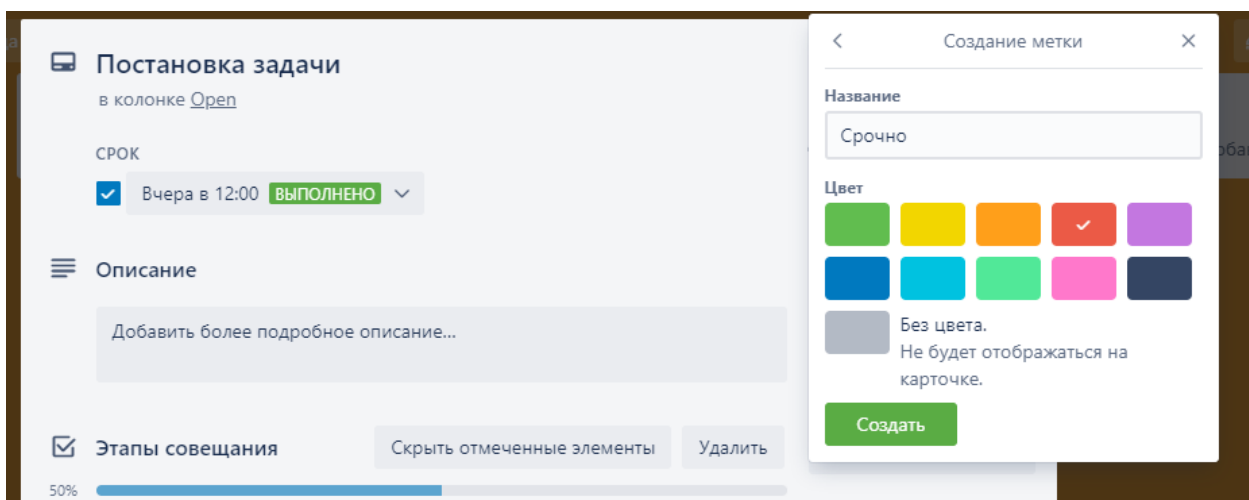 Постановка задачи
в колонке Open
СРОК
Вчера в 12:00 ВЫПОЛНЕНО
Описание
Добавить более подробное описание...
Этапы совещания Скрыть отмеченные элементы Удалить
50%
Создание метки
Название
Срочно
Цвет
Без цвета.
Не будет отображаться на
карточке.
Создать